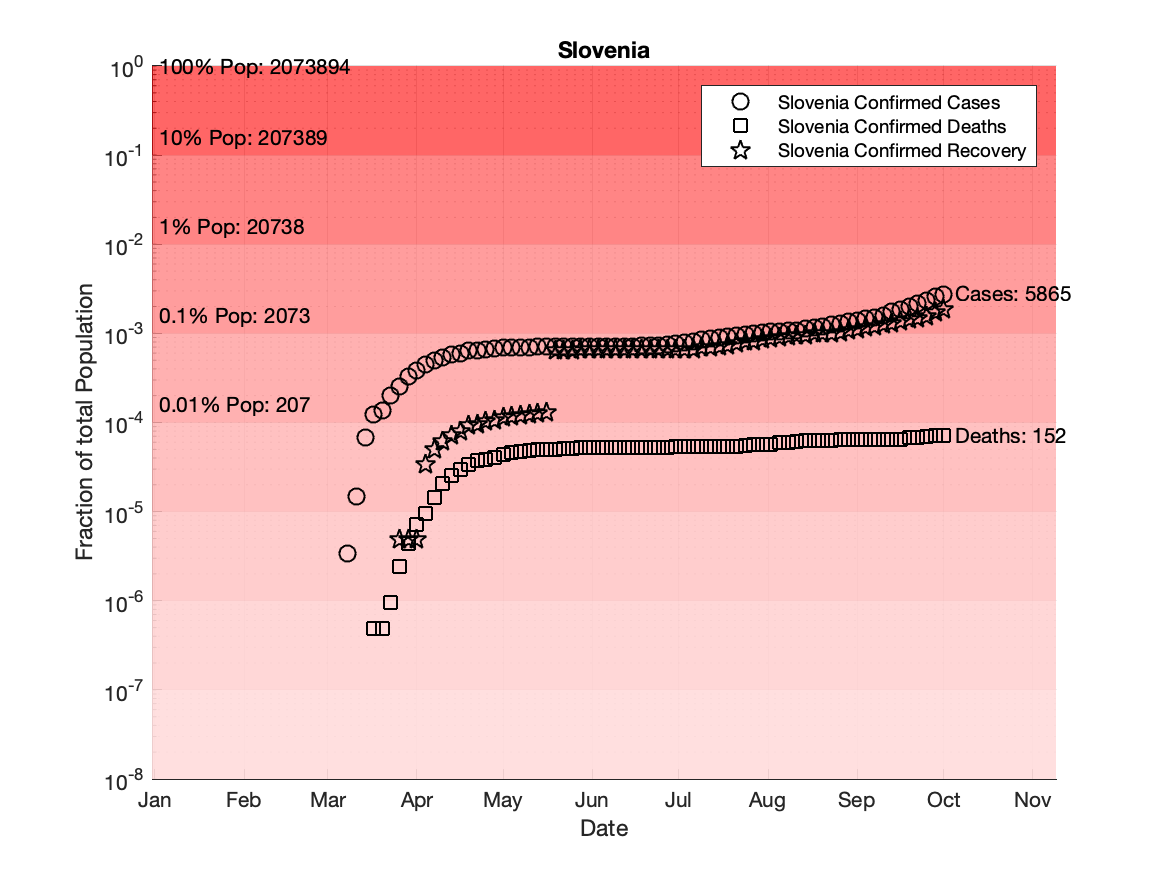 Slovenia
10^0
100% Pop: 2073894
Slovenia Confirmed Cases
Slovenia Confirmed Deaths
Slovenia Confirmed Recovery
10% Pop: 207389
10^-1
1% Pop: 20738
10^-2
Cases: 5865
0.1% Pop: 2073
10^-3
0.01% Pop: 207
10^-4
Deaths: 152
10^-5
10^-6
10^-7
10^-8
Fraction of total Population
Jan Feb Mar Apr May Jun Jul Aug Sep Oct Nov
Date